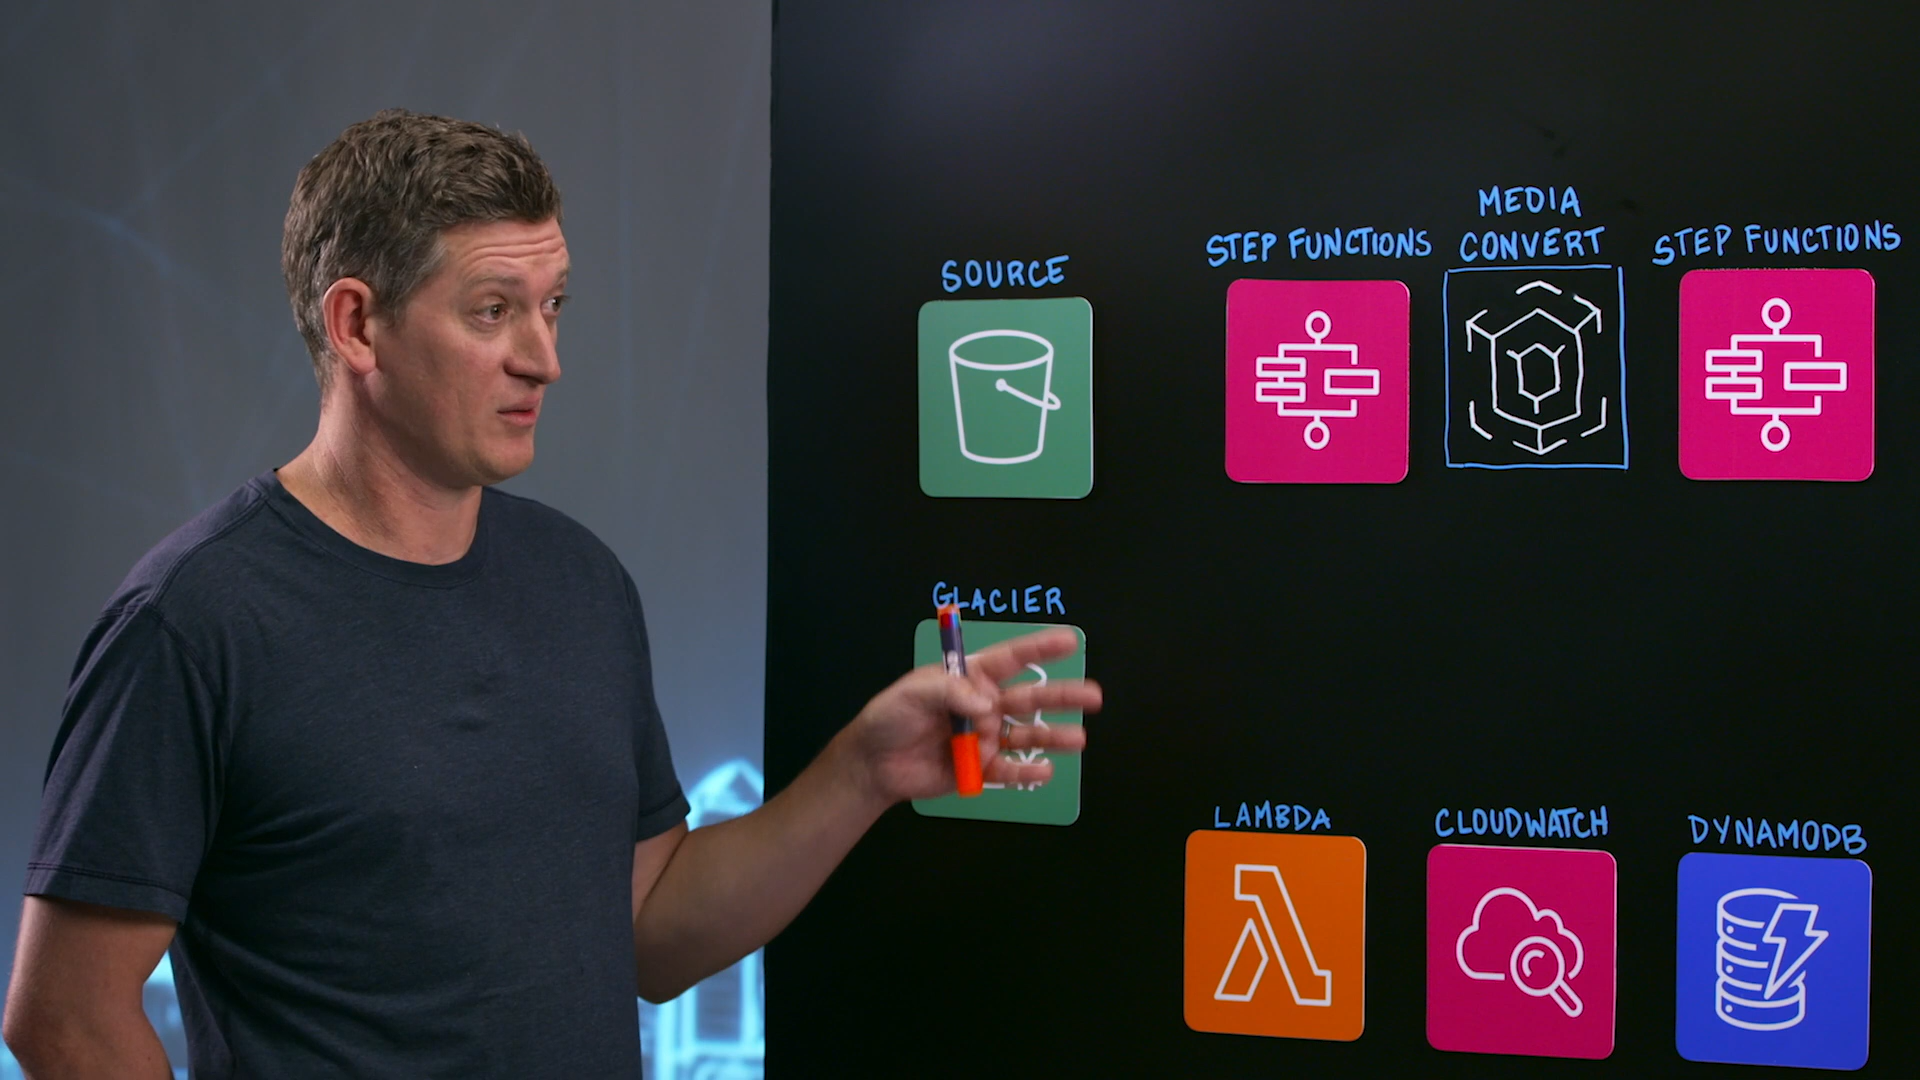 SOURCE
STEP FUNCTIONS
MEDIA
CONVERT
STEP FUNCTIONS
GLACIER
LAMBDA
CLOUDWATCH
DYNAMODB